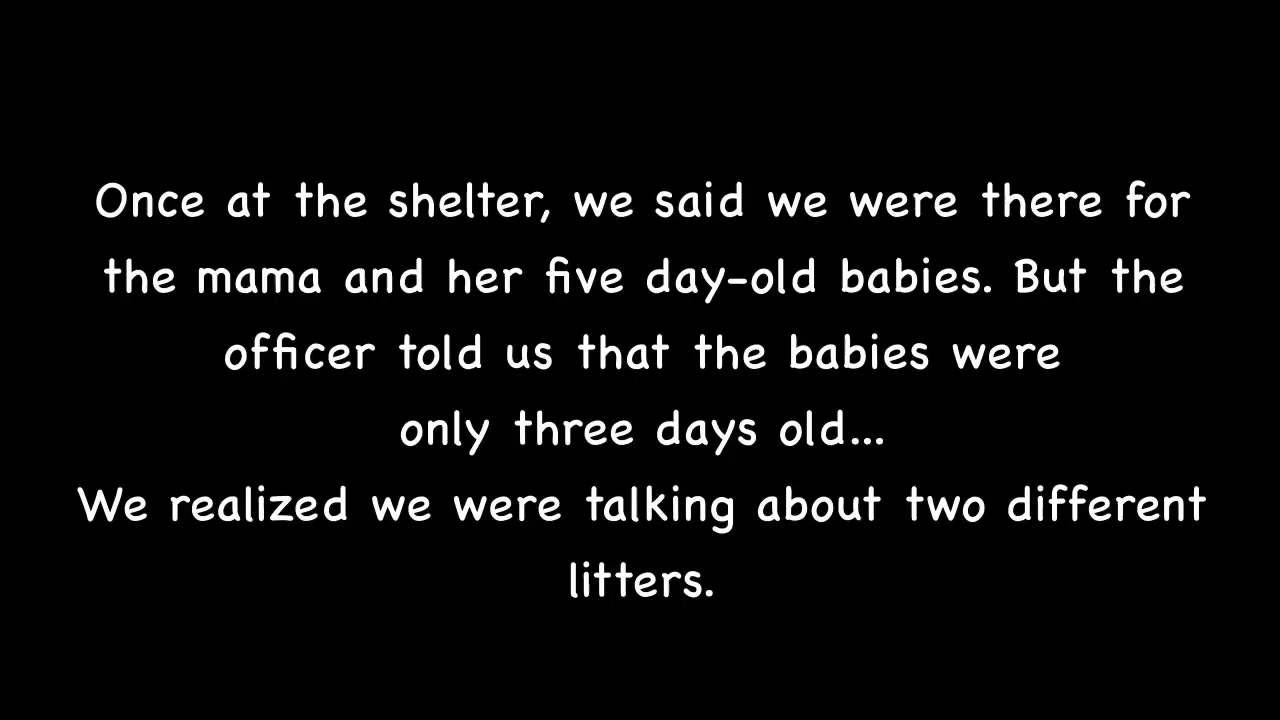 Once at the shelter, we said we were there for
the mama and her five day-old babies. But the
officer told us that the babies were
only three days old...
We realized we were talking about two different
litters.